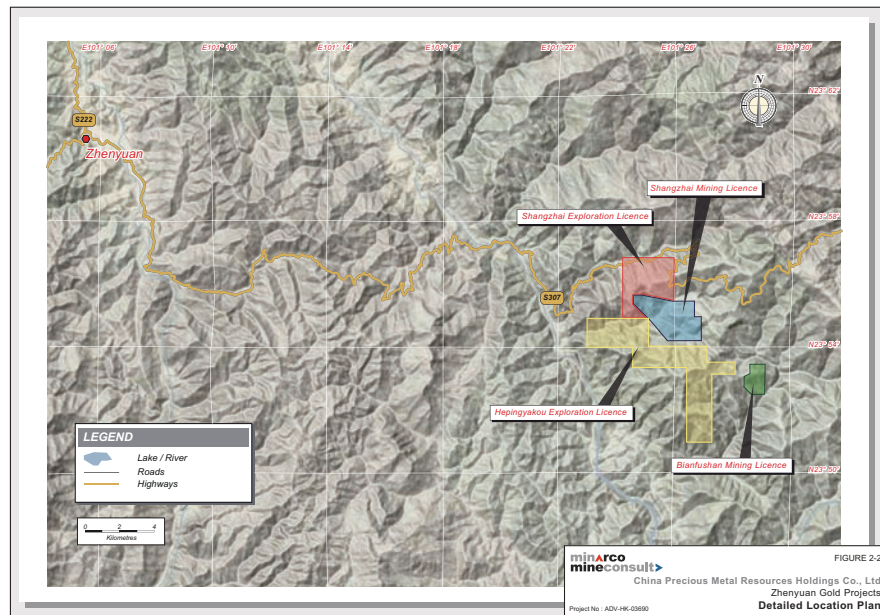 E101° 06'
E101° 10'
E101° 14'
E101° 18'
E101° 22'
E101° 26'
E101° 30'
N23° 62'
N
S222
Zhenyuan
Shangzhai Mining Licence
Shangzhai Exploration Licence
N23° 58'
S307
N23° 54'
Hepingyakou Exploration Licence
Bianfushan Mining Licence
N23° 50'
LEGEND
Lake / River
Roads
Highways
0 2 4
Kilometres
minarco
mineconsult
FIGURE 2-2
China Precious Metal Resources Holdings Co., Ltd
Zhenyuan Gold Projects
Project No : ADV-HK-03690
Detailed Location Plan